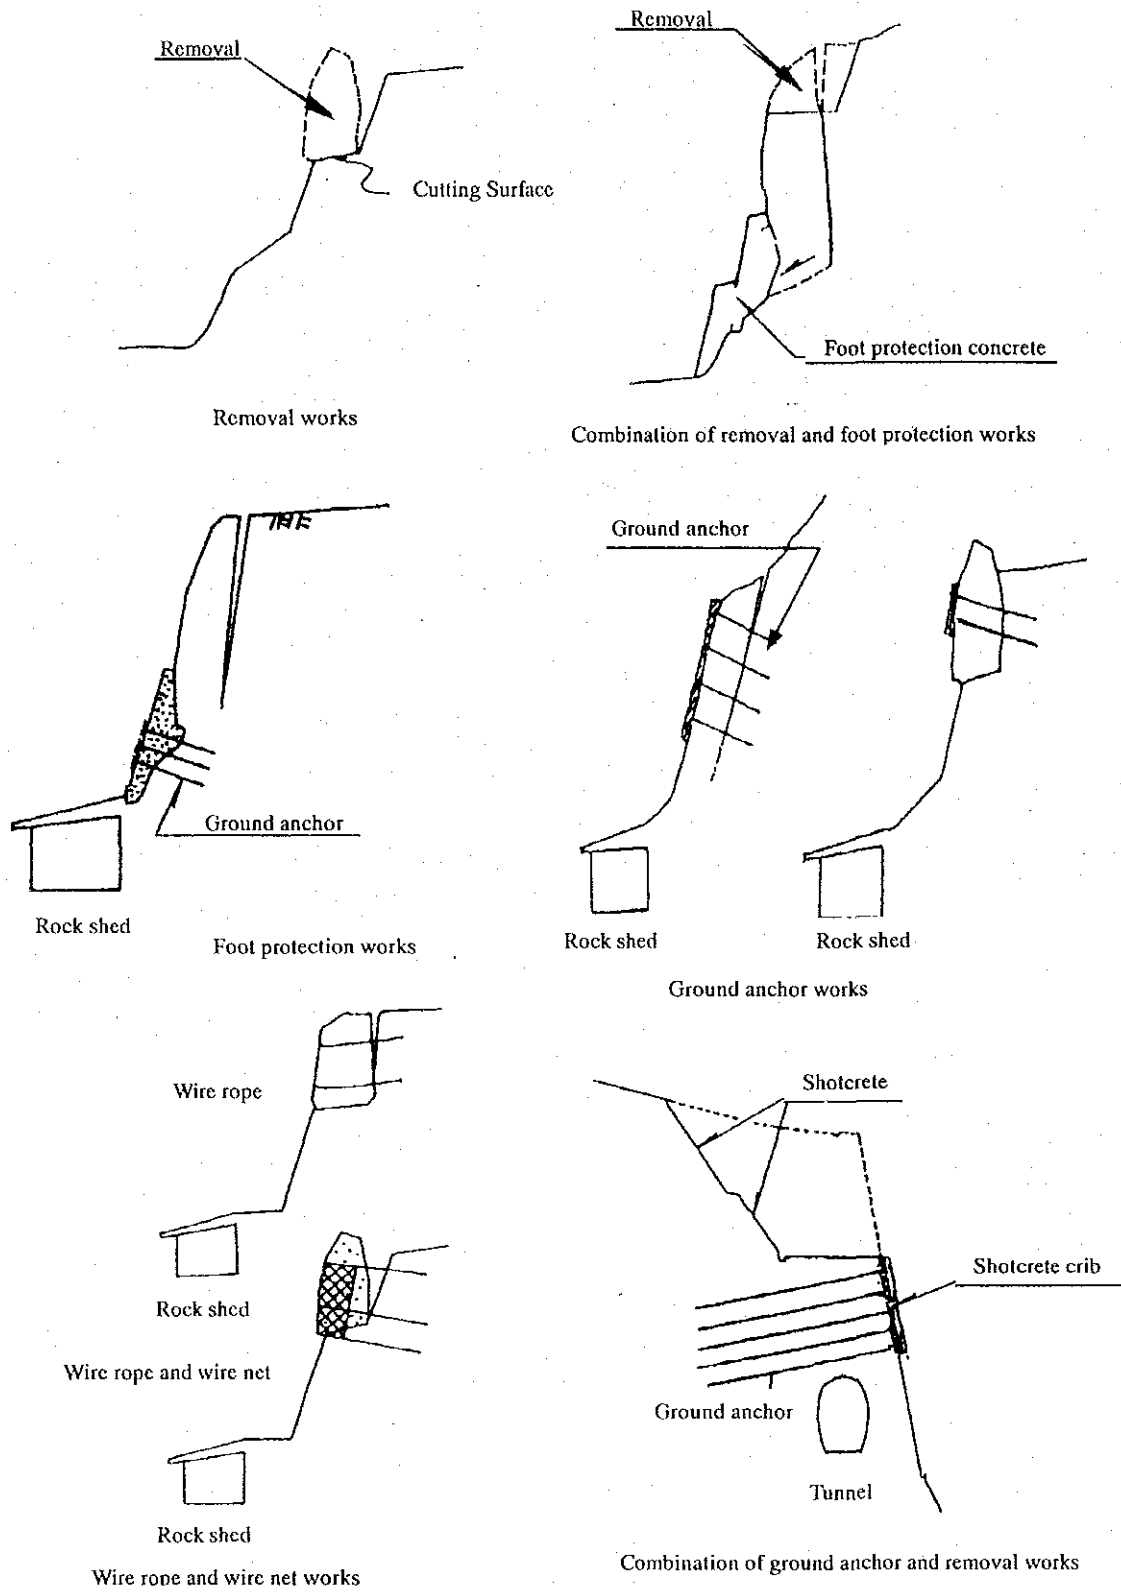 Removal
Cutting Surface
Removal works
Removal
Foot protection concrete
Combination of removal and foot protection works
Ground anchor
Rock shed
Foot protection works
Ground anchor
Rock shed
Rock shed
Ground anchor works
Wire rope
Rock shed
Wire rope and wire net
Rock shed
Wire rope and wire net works
Shotcrete
Shotcrete crib
Ground anchor
Tunnel
Combination of ground anchor and removal works